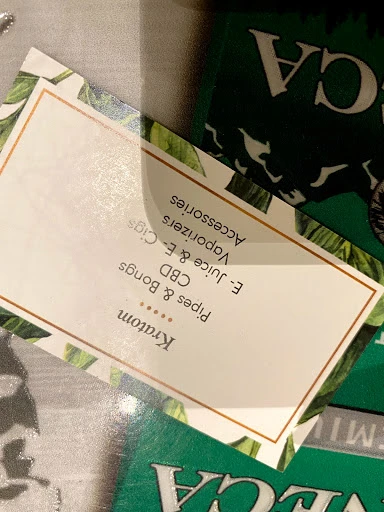 Kratom
•••••
Pipes & Bongs
CBD
E- Juice & E- Cigs
Vaporizers
Accessories